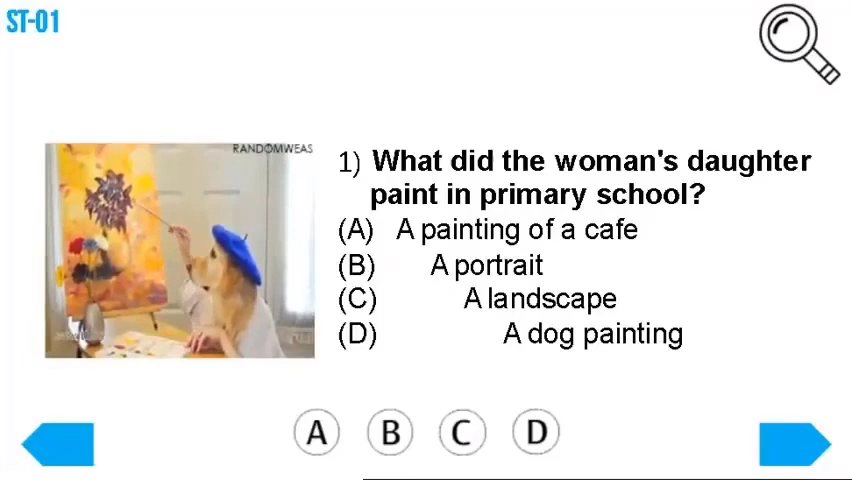 ST-01
RANDOMWEAS
1) What did the woman's daughter
paint in primary school?
(A) A painting of a cafe
(B) A portrait
(C) A landscape
(D) A dog painting
A B C D